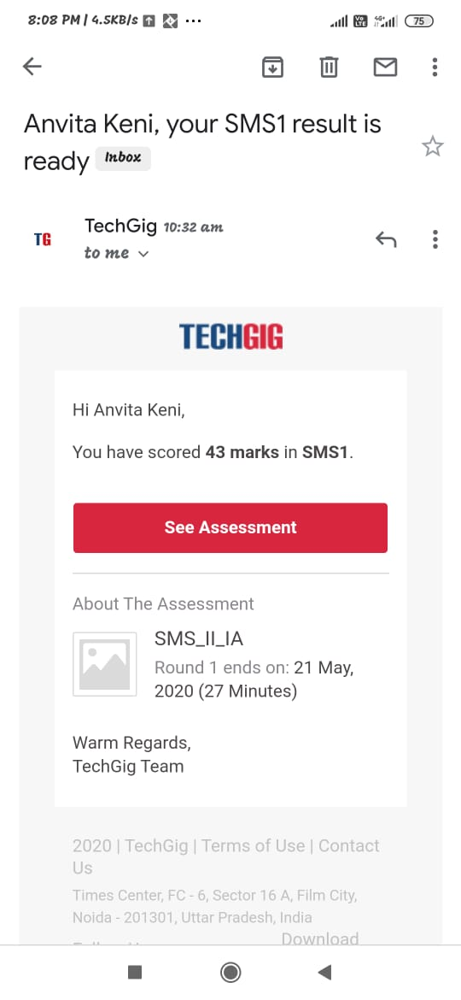 8:08 PM | 4.5KB/s ...
Vo LTE 4G+ 75
Anvita Keni, your SMS1 result is
ready Inbox
TG
TechGig 10:32 am
to me
TECHGIG
Hi Anvita Keni,
You have scored 43 marks in SMS1.
See Assessment
About The Assessment
SMS_II_IA
Round 1 ends on: 21 May,
2020 (27 Minutes)
Warm Regards,
TechGig Team
2020 | TechGig | Terms of Use | Contact
Us
Times Center, FC - 6, Sector 16 A, Film City,
Noida - 201301, Uttar Pradesh, India
Download